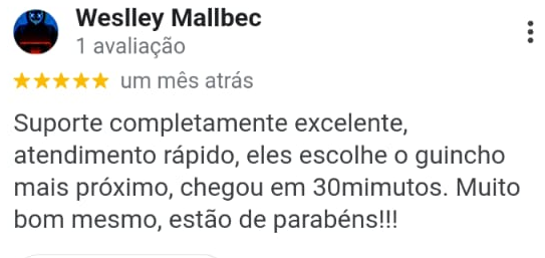 Weslley Mallbec
1 avaliação
um mês atrás
Suporte completamente excelente,
atendimento rápido, eles escolhe o guincho
mais próximo, chegou em 30mimutos. Muito
bom mesmo, estão de parabéns!!!